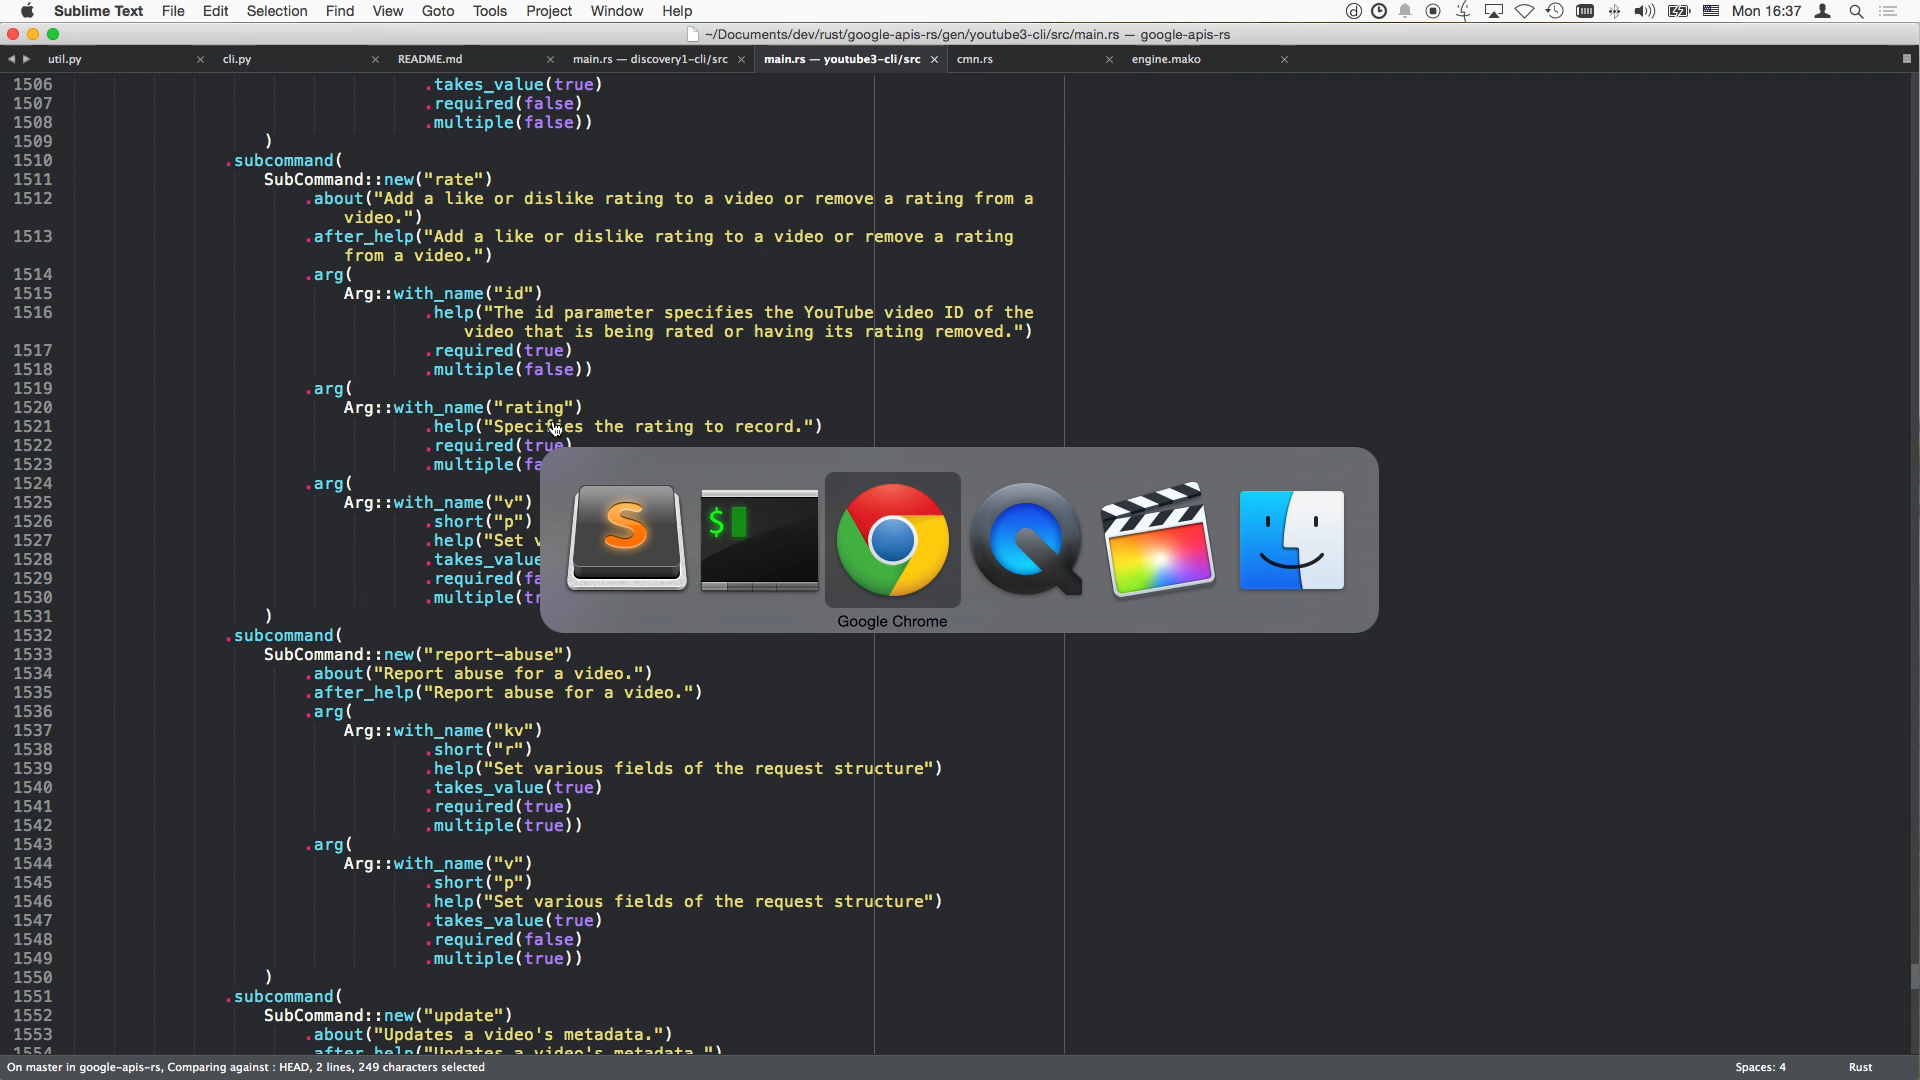 Sublime Text File Edit Selection Find View Goto Tools Project Window Help Mon 16:37
~/Documents/dev/rust/google-apis-rs/gen/youtube3-cli/src/main.rs — google-apis-rs
util.py cli.py README.md main.rs — discovery1-cli/src main.rs — youtube3-cli/src cmn.rs engine.mako
1506 .takes_value(true)
1507 .required(false)
1508 .multiple(false))
1509 )
1510 .subcommand(
1511 SubCommand::new("rate")
1512 .about("Add a like or dislike rating to a video or remove a rating from a
video.")
1513 .after_help("Add a like or dislike rating to a video or remove a rating
from a video.")
1514 .arg(
1515 Arg::with_name("id")
1516 .help("The id parameter specifies the YouTube video ID of the
video that is being rated or having its rating removed.")
1517 .required(true)
1518 .multiple(false))
1519 .arg(
1520 Arg::with_name("rating")
1521 .help("Specifies the rating to record.")
1522 .required(true)
1523 .multiple(fa
1524 .arg(
1525 Arg::with_name("v")
1526 .short("p")
1527 .help("Set v
1528 .takes_value
1529 .required(fa
1530 .multiple(tr
1531 )
1532 .subcommand(
1533 SubCommand::new("report-abuse")
1534 .about("Report abuse for a video.")
1535 .after_help("Report abuse for a video.")
1536 .arg(
1537 Arg::with_name("kv")
1538 .short("r")
1539 .help("Set various fields of the request structure")
1540 .takes_value(true)
1541 .required(true)
1542 .multiple(true))
1543 .arg(
1544 Arg::with_name("v")
1545 .short("p")
1546 .help("Set various fields of the request structure")
1547 .takes_value(true)
1548 .required(false)
1549 .multiple(true))
1550 )
1551 .subcommand(
1552 SubCommand::new("update")
1553 .about("Updates a video's metadata.")
1554 .after_help("Updates a video's metadata.")
$
Google Chrome
On master in google-apis-rs, Comparing against : HEAD, 2 lines, 249 characters selected Spaces: 4 Rust